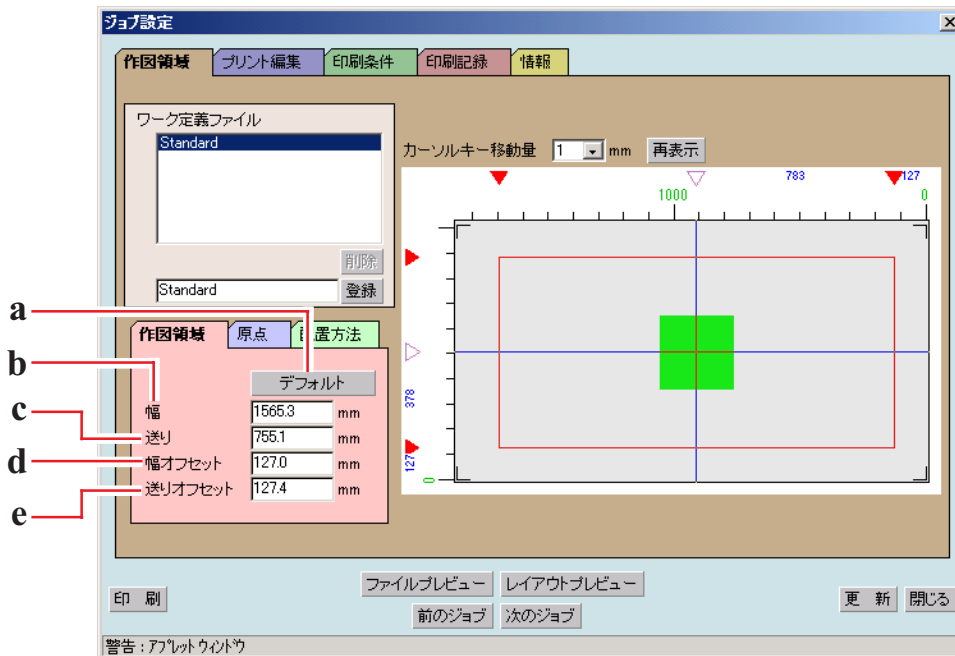 ジョブ設定
作図領域 プリント編集 印刷条件 印刷記録 情報
ワーク定義ファイル
Standard
削除
Standard 登録
カーソルキー移動量 1 mm 再表示
783 127
1000 0
378
127
0
a
作図領域 原点 置方法
デフォルト
b
幅 1565.3 mm
c
送り 755.1 mm
d
幅オフセット 127.0 mm
e
送りオフセット 127.4 mm
印 刷 ファイルプレビュー レイアウトプレビュー 更 新 閉じる
前のジョブ 次のジョブ
警告 : アプレット ウィンドウ